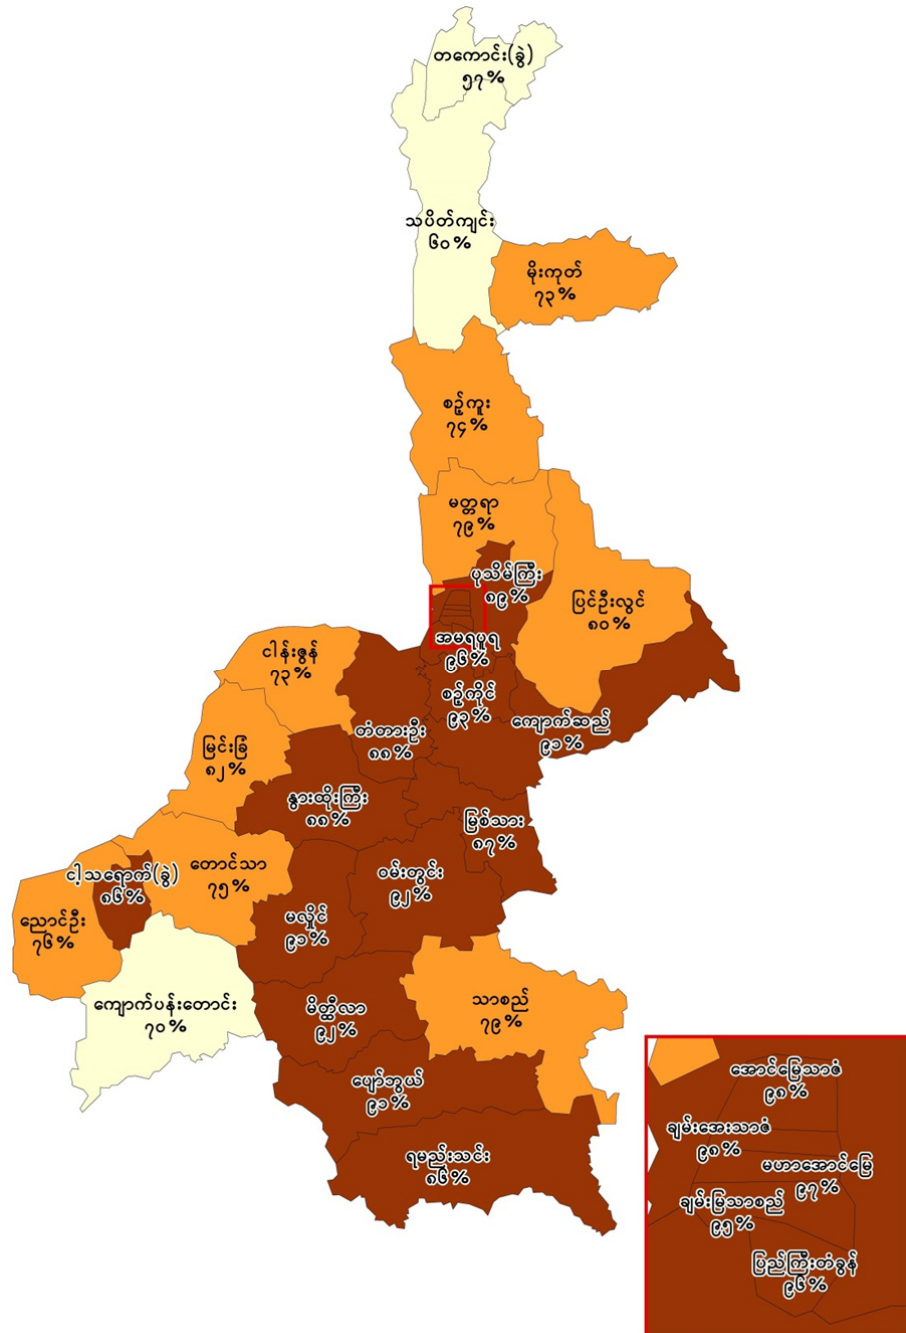 တကောင်း(ခွဲ)
၅၇%
သပိတ်ကျင်း
၆၀%
မိုးကုတ်
၇၃%
စဉ့်ကူး
၇၄%
မတ္တရာ
၇၉%
ပုသိမ်ကြီး
၈၉%
ပြင်ဦးလွင်
၈၀%
အမရပူရ
၉၆%
ငါန်းဇွန်
၇၃%
စဉ့်ကိုင်
၉၃%
ကျောက်ဆည်
၉၁%
တံတားဦး
၈၈%
မြင်းခြံ
၈၂%
နွားထိုးကြီး
၈၈%
မြစ်သား
၈၇%
တောင်သာ
၇၅%
ငါ့သရောက်(ခွဲ)
၈၆%
ဝမ်းတွင်း
၉၂%
ညောင်ဦး
၇၆%
မလှိုင်
၉၁%
ကျောက်ပန်းတောင်း
၇၀%
မိတ္ထီလာ
၉၂%
သာစည်
၇၉%
ပျော်ဘွယ်
၉၁%
ရမည်းသင်း
၈၆%
အောင်မြေသာဇံ
၉၈%
ချမ်းအေးသာဇံ
၉၈%
မဟာအောင်မြေ
၉၇%
ချမ်းမြသာစည်
၉၅%
ပြည်ကြီးတံခွန်
၉၆%